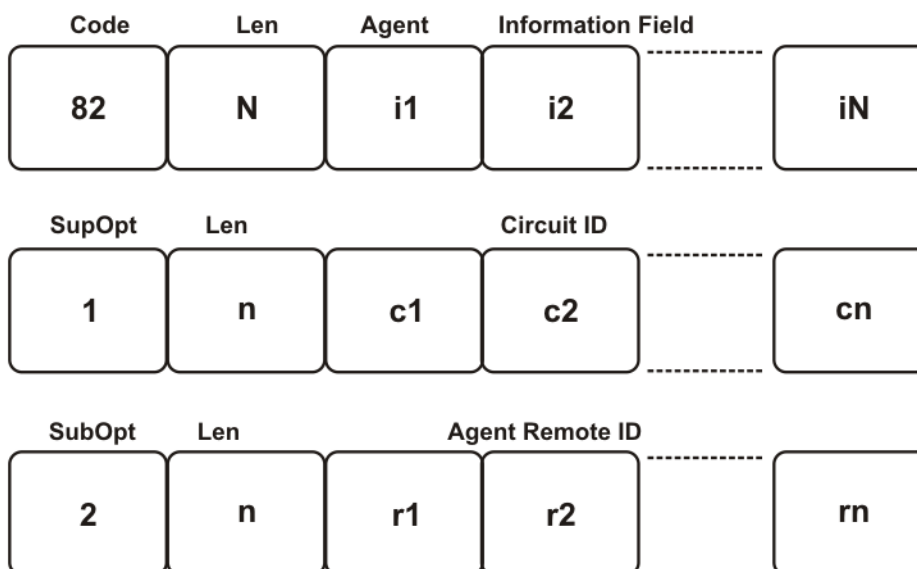 Code Len Agent Information Field
82 N i1 i2 iN
SupOpt Len Circuit ID
1 n c1 c2 cn
SubOpt Len Agent Remote ID
2 n r1 r2 rn